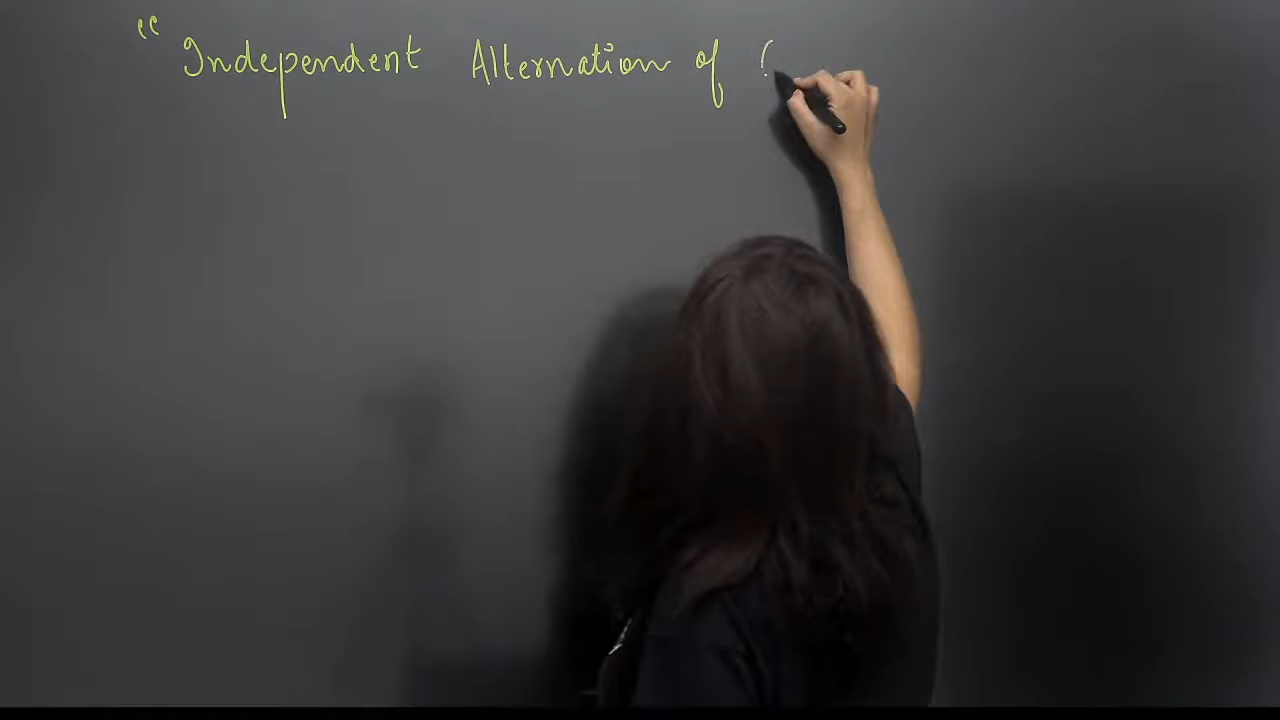 “ Independent Alternation of